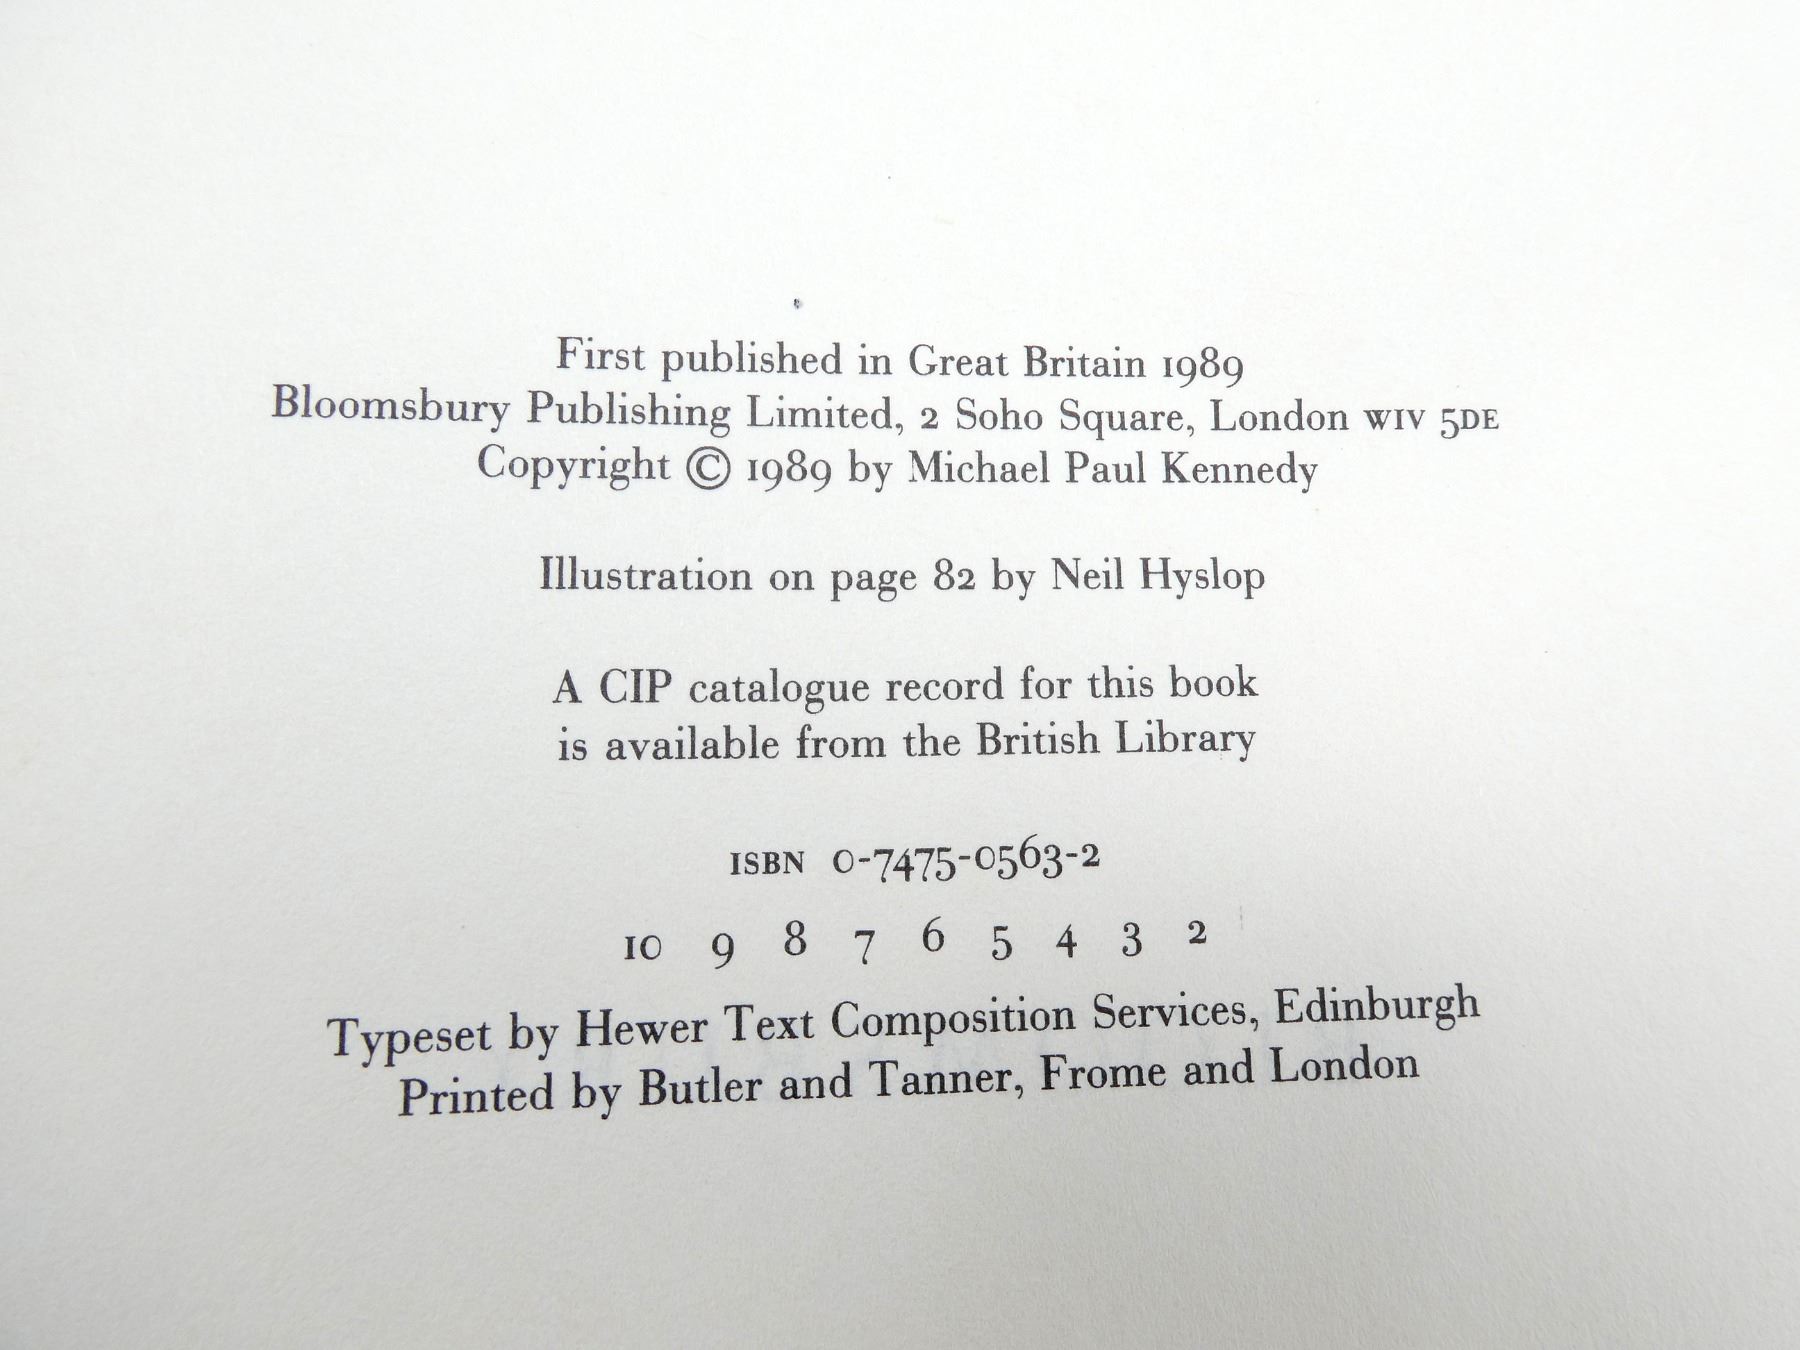 First published in Great Britain 1989
Bloomsbury Publishing Limited, 2 Soho Square, London W1V 5DE
Copyright © 1989 by Michael Paul Kennedy
Illustration on page 82 by Neil Hyslop
A CIP catalogue record for this book
is available from the British Library
ISBN 0-7475-0563-2
10 9 8 7 6 5 4 3 2
Typeset by Hewer Text Composition Services, Edinburgh
Printed by Butler and Tanner, Frome and London